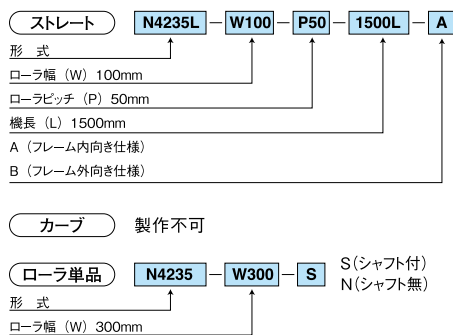 ストレート N4235L－W100－P50－1500L－A
形　式
ローラ幅（W）100mm
ローラピッチ（P）50mm
機長（L）1500mm
A（フレーム内向き仕様）
B（フレーム外向き仕様）
カーブ 製作不可
ローラ単品 N4235－W300－S S（シャフト付）
N（シャフト無）
形　式
ローラ幅（W）300mm